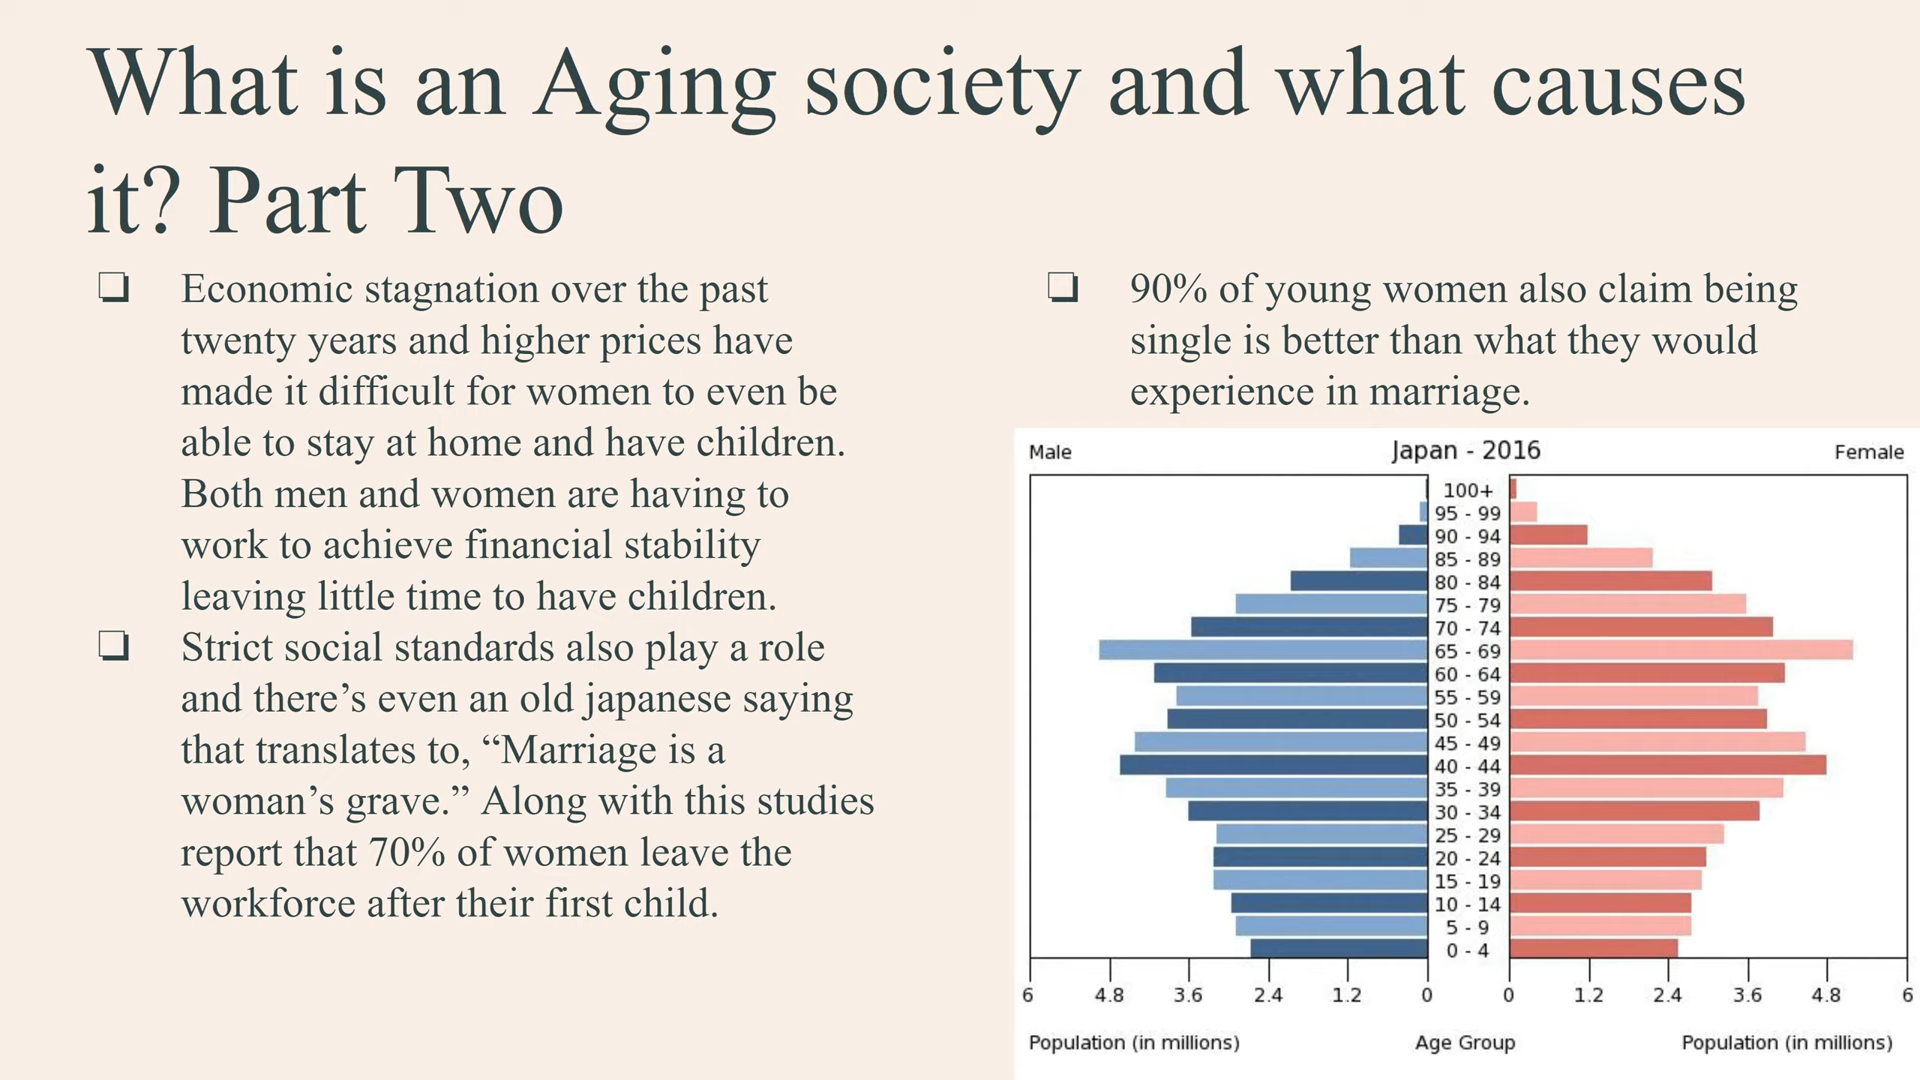 What is an Aging society and what causes
it? Part Two
❏ Economic stagnation over the past
twenty years and higher prices have
made it difficult for women to even be
able to stay at home and have children.
Both men and women are having to
work to achieve financial stability
leaving little time to have children.
❏ Strict social standards also play a role
and there’s even an old japanese saying
that translates to, “Marriage is a
woman’s grave.” Along with this studies
report that 70% of women leave the
workforce after their first child.
❏ 90% of young women also claim being
single is better than what they would
experience in marriage.
Male Japan - 2016 Female
100+
95 - 99
90 - 94
85 - 89
80 - 84
75 - 79
70 - 74
65 - 69
60 - 64
55 - 59
50 - 54
45 - 49
40 - 44
35 - 39
30 - 34
25 - 29
20 - 24
15 - 19
10 - 14
5 - 9
0 - 4
6 4.8 3.6 2.4 1.2 0 0 1.2 2.4 3.6 4.8 6
Population (in millions) Age Group Population (in millions)